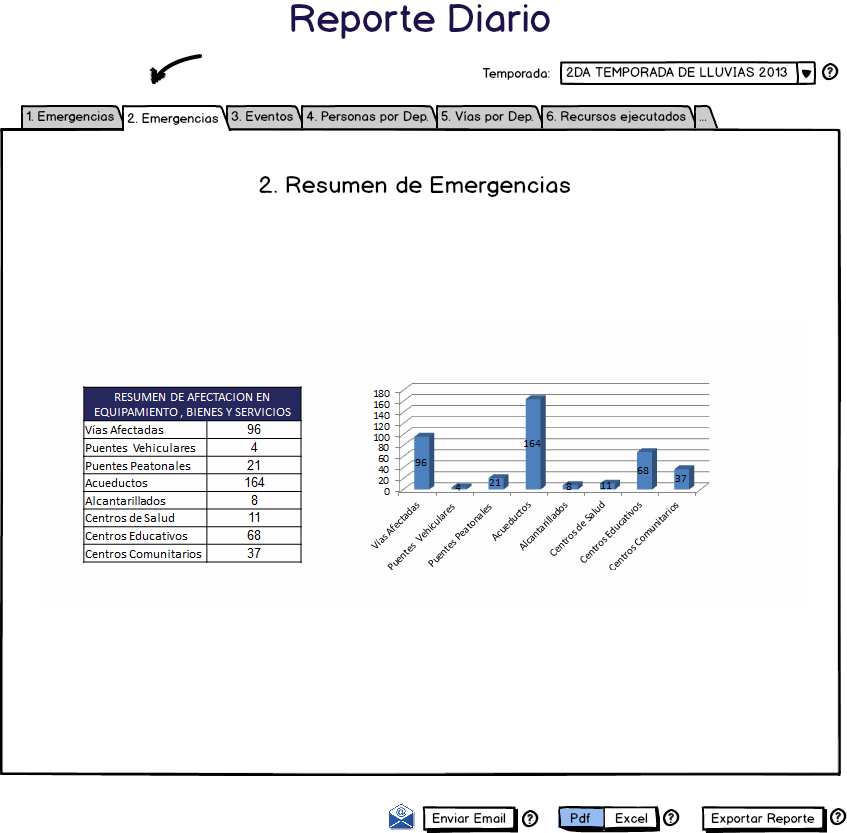 Reporte Diario
Temporada: 2DA TEMPORADA DE LLUVIAS 2013 ?
1. Emergencias 2. Emergencias 3. Eventos 4. Personas por Dep. 5. Vías por Dep. 6. Recursos ejecutados ...
2. Resumen de Emergencias
RESUMEN DE AFECTACION EN
EQUIPAMIENTO , BIENES Y SERVICIOS
Vías Afectadas 96
Puentes Vehiculares 4
Puentes Peatonales 21
Acueductos 164
Alcantarillados 8
Centros de Salud 11
Centros Educativos 68
Centros Comunitarios 37
180
160
140
120
100
80
60
40
20
0
96 4 21 164 8 11 68 37
Vías Afectadas
Puentes Vehiculares
Puentes Peatonales
Acueductos
Alcantarillados
Centros de Salud
Centros Educativos
Centros Comunitarios
@ Enviar Email ? Pdf Excel ? Exportar Reporte ?